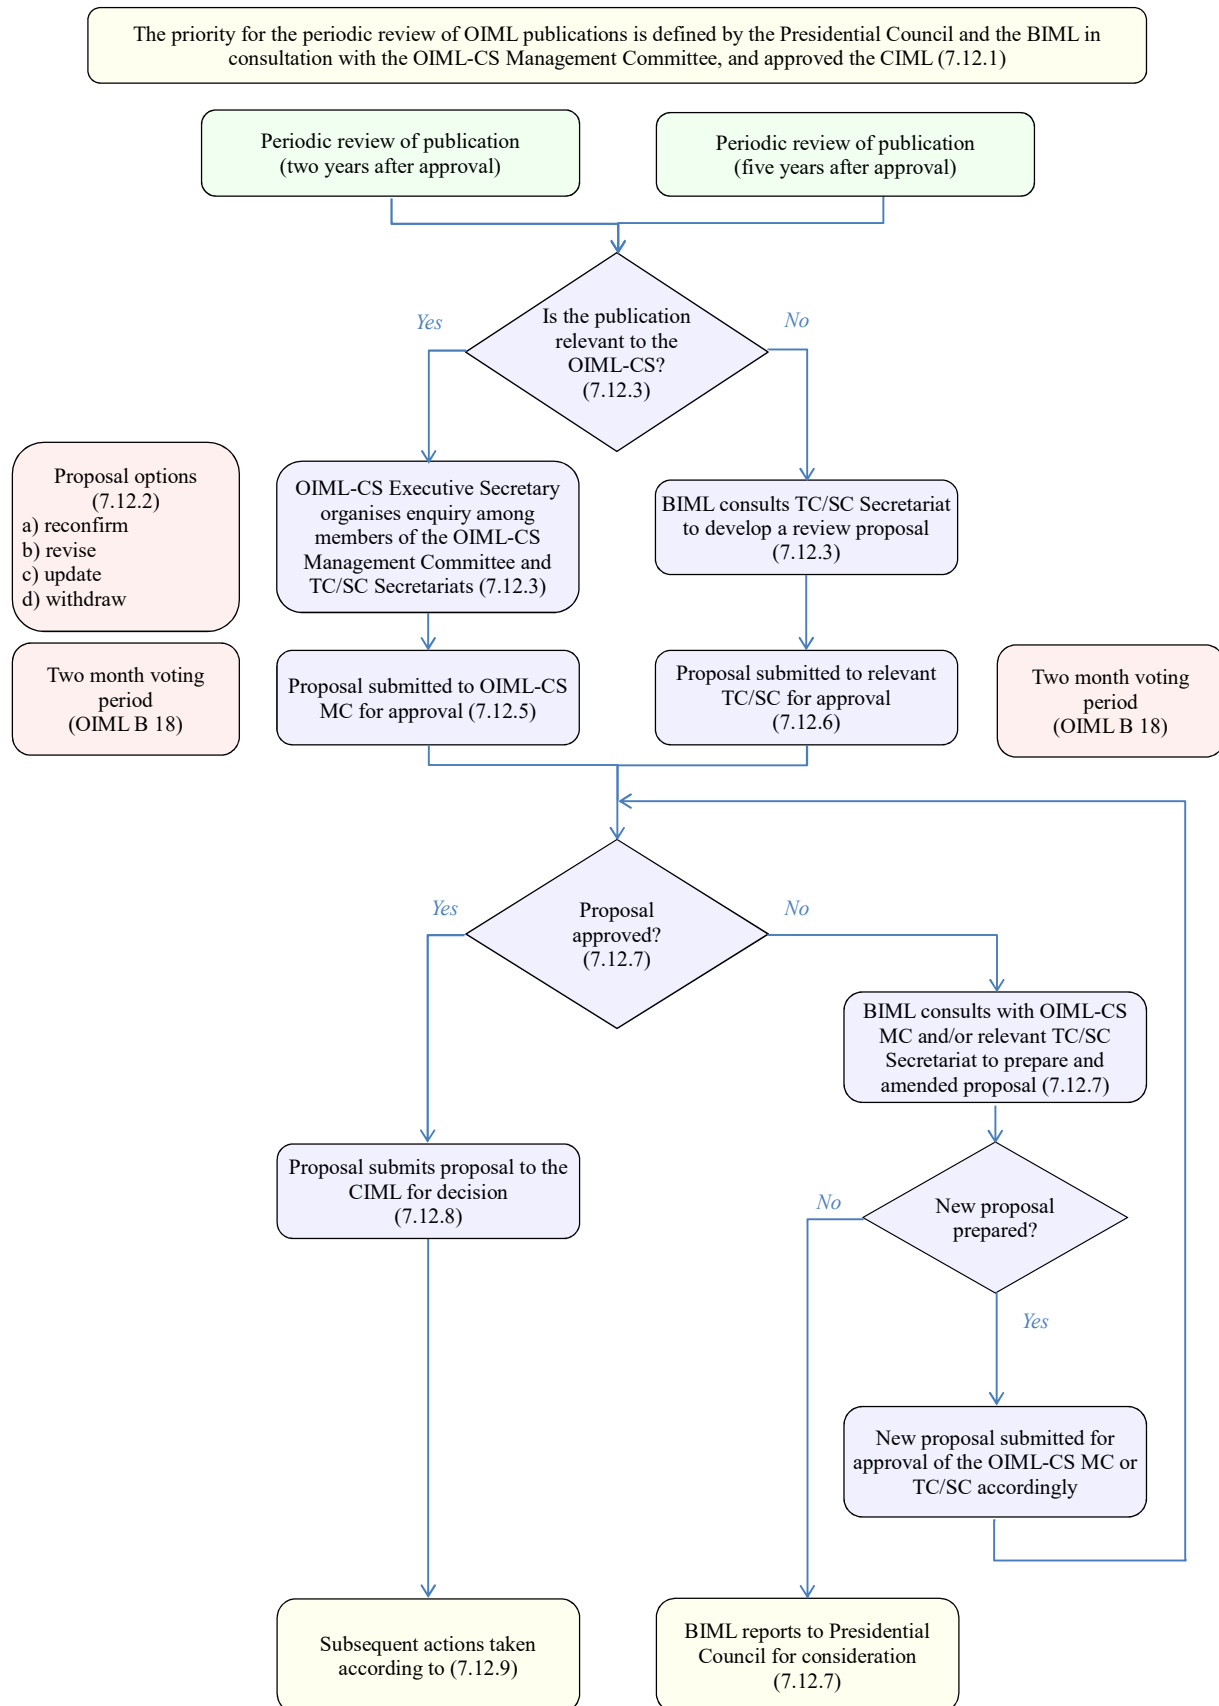 The priority for the periodic review of OIML publications is defined by the Presidential Council and the BIML in
consultation with the OIML-CS Management Committee, and approved the CIML (7.12.1)
Periodic review of publication
(two years after approval)
Periodic review of publication
(five years after approval)
Is the publication
relevant to the
OIML-CS?
(7.12.3)
Yes
No
Proposal options
(7.12.2)
a) reconfirm
b) revise
c) update
d) withdraw
OIML-CS Executive Secretary
organises enquiry among
members of the OIML-CS
Management Committee and
TC/SC Secretariats (7.12.3)
BIML consults TC/SC Secretariat
to develop a review proposal
(7.12.3)
Two month voting
period
(OIML B 18)
Proposal submitted to OIML-CS
MC for approval (7.12.5)
Proposal submitted to relevant
TC/SC for approval
(7.12.6)
Two month voting
period
(OIML B 18)
Proposal
approved?
(7.12.7)
Yes
No
BIML consults with OIML-CS
MC and/or relevant TC/SC
Secretariat to prepare and
amended proposal (7.12.7)
Proposal submits proposal to the
CIML for decision
(7.12.8)
No
New proposal
prepared?
Yes
New proposal submitted for
approval of the OIML-CS MC or
TC/SC accordingly
Subsequent actions taken
according to (7.12.9)
BIML reports to Presidential
Council for consideration
(7.12.7)